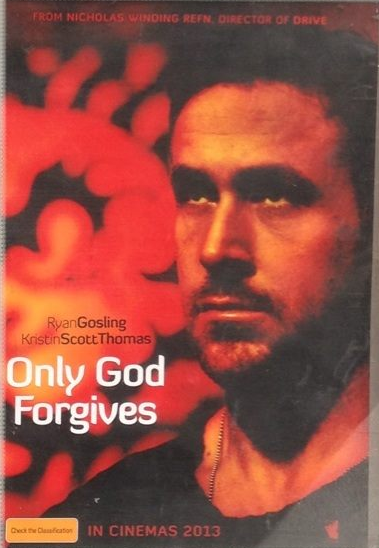 FROM NICHOLAS WINDING REFN, DIRECTOR OF DRIVE
RyanGosling
KristinScottThomas
Only God
Forgives
Check the Classification
IN CINEMAS 2013